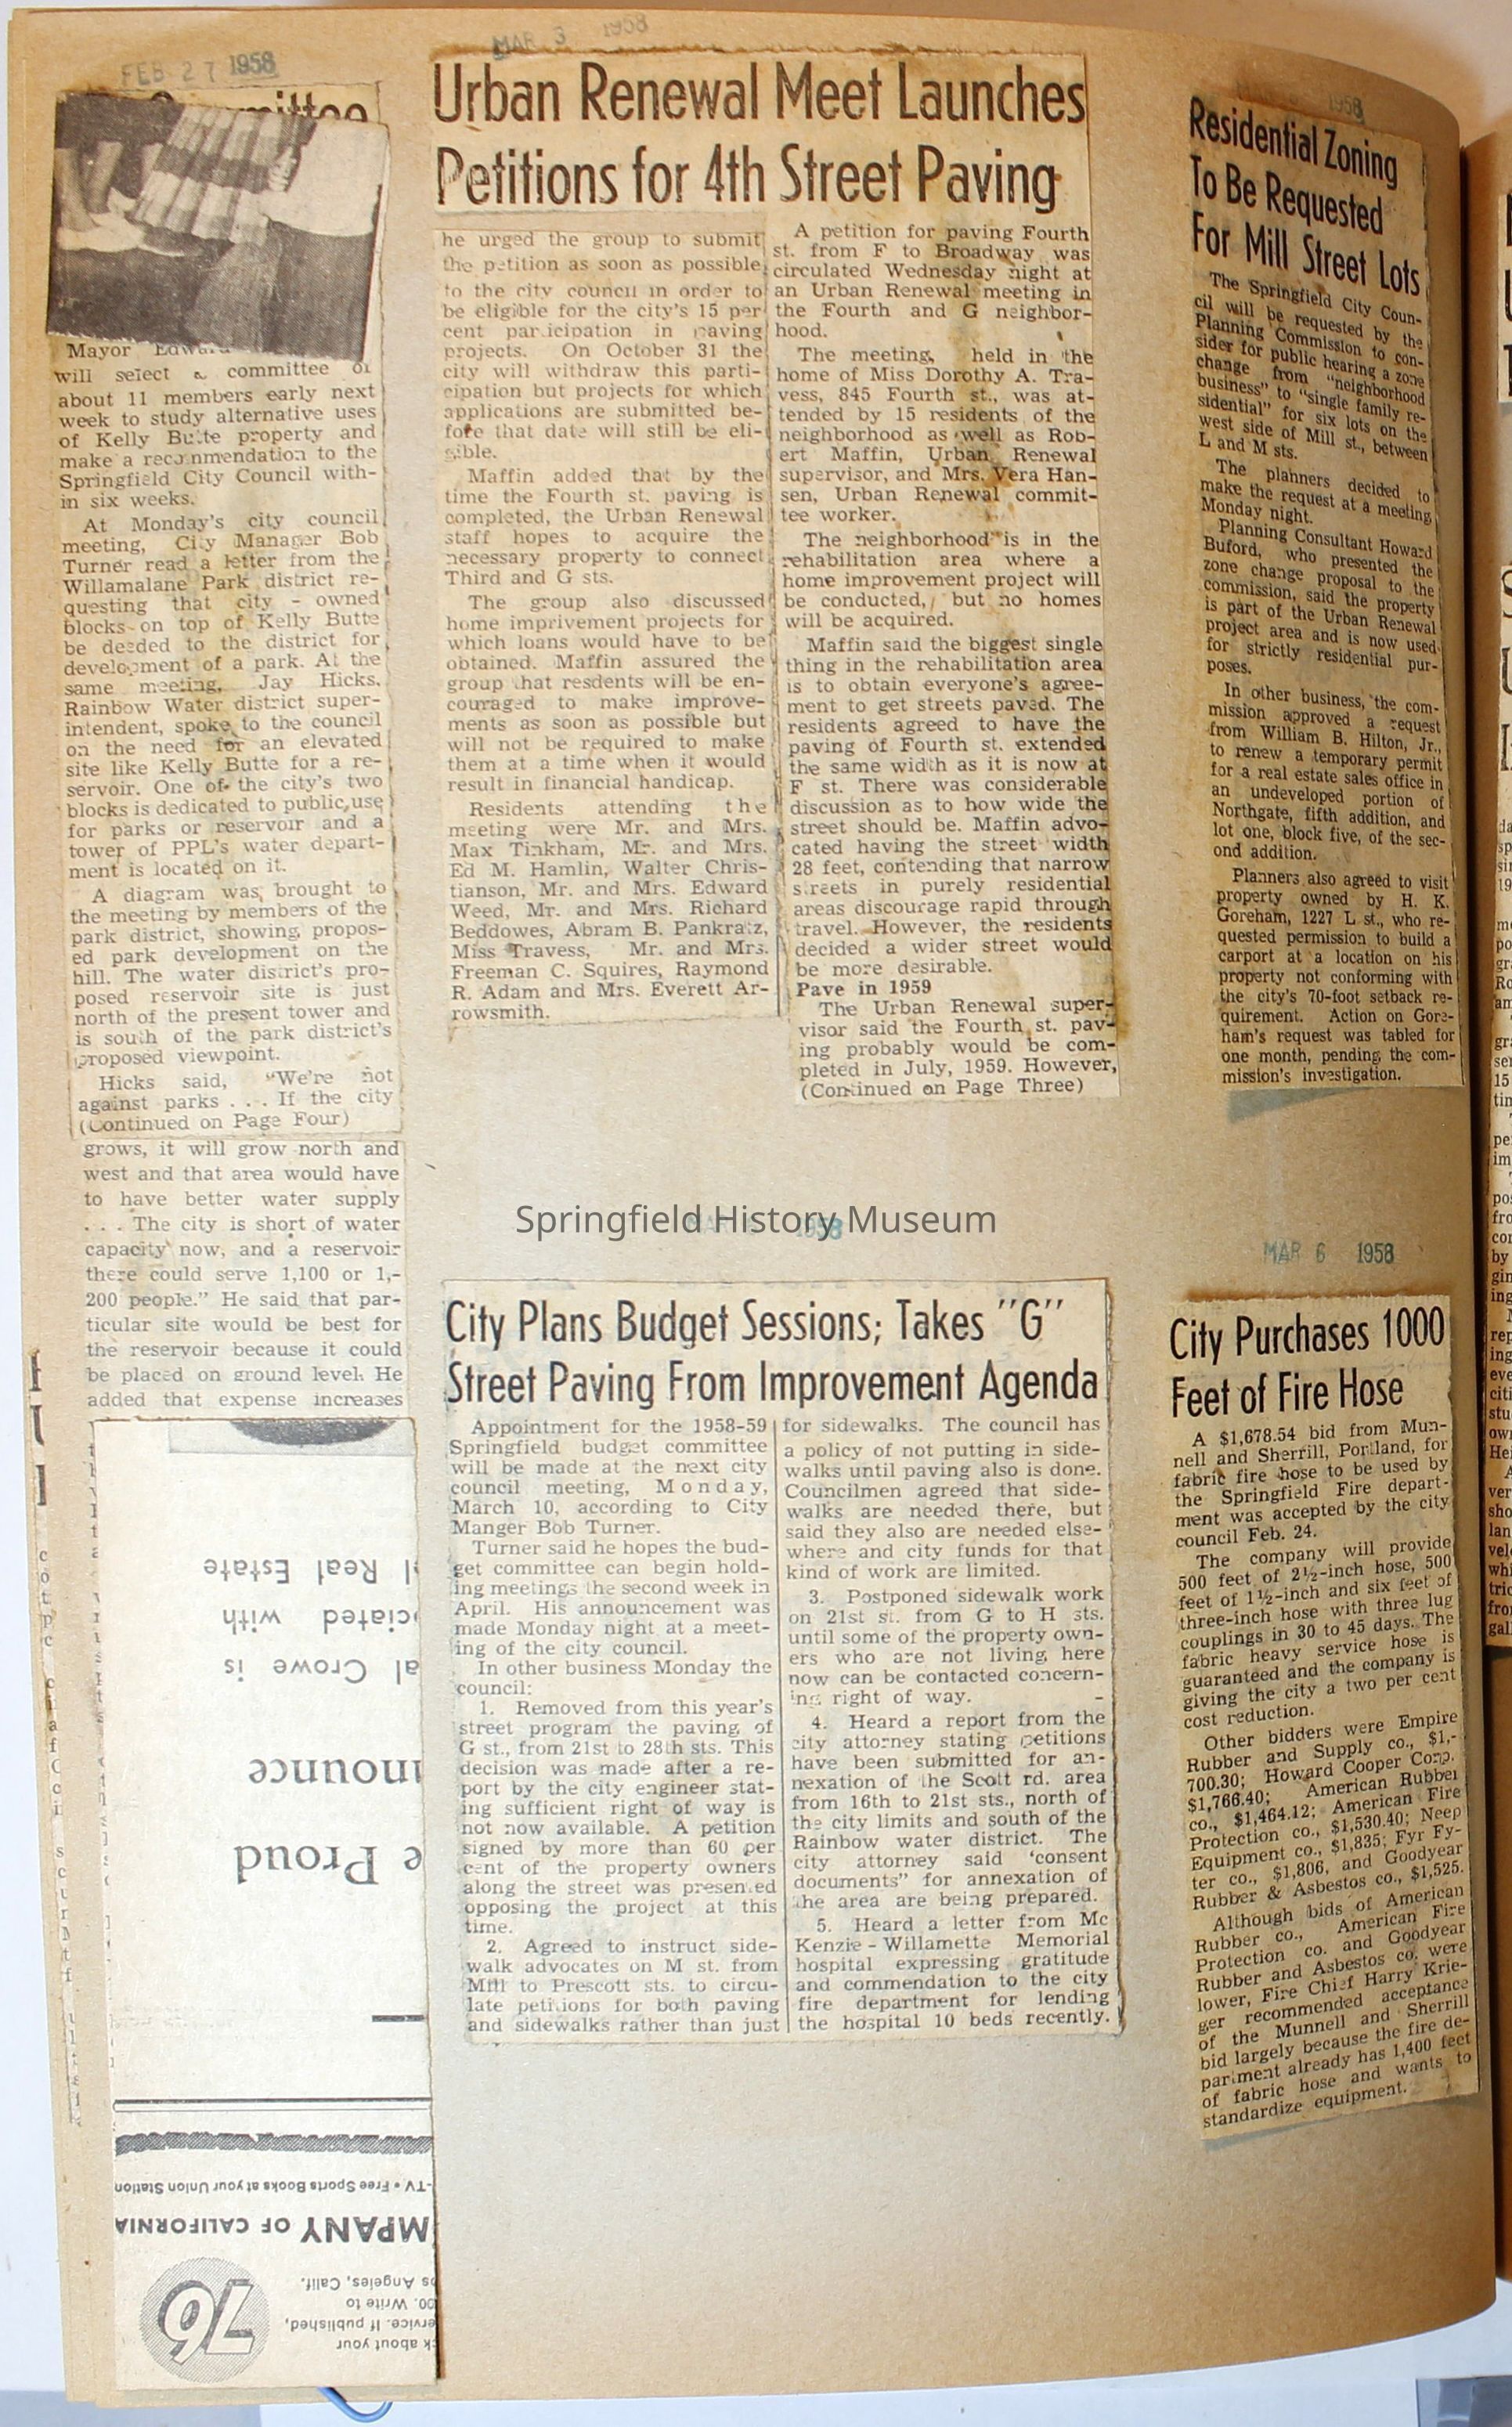 FEB 27 1958
Mayor
will select a committee of
about 11 members early next
week to study alternative uses
of Kelly Butte property and
make a recommendation to the
Springfield City Council with-
in six weeks.
At Monday's city council
meeting, City Manager Bob
Turner read a letter from the
Willamalane Park district re-
questing that city - owned
blocks on top of Kelly Butte
be deeded to the district for
development of a park. At the
same meeting, Jay Hicks,
Rainbow Water district super-
intendent, spoke to the council
on the need for an elevated
site like Kelly Butte for a re-
servoir. One of the city's two
blocks is dedicated to public use
for parks or reservoir and a
tower of PPL's water depart-
ment is located on it.
A diagram was brought to
the meeting by members of the
park district, showing propos-
ed park development on the
hill. The water district's pro-
posed reservoir site is just
north of the present tower and
is south of the park district's
proposed viewpoint.
Hicks said, "We're not
against parks . . . If the city
(Continued on Page Four)
grows, it will grow north and
west and that area would have
to have better water supply
. . . The city is short of water
capacity now, and a reservoir
there could serve 1,100 or 1,-
200 people." He said that par-
ticular site would be best for
the reservoir because it could
be placed on ground level. He
added that expense increases
Real Estate
ciated with
al Crowe is
nounce
e Proud
-TV • Free Sports Books at your Union Station
MPANY OF CALIFORNIA
os Angeles, Calif.
00. Write to
ervice. If published,
ck about your
76
MAR 3 1958
Urban Renewal Meet Launches
Petitions for 4th Street Paving
he urged the group to submit
the petition as soon as possible
to the city council in order to
be eligible for the city's 15 per
cent participation in paving
projects. On October 31 the
city will withdraw this parti-
cipation but projects for which
applications are submitted be-
fore that date will still be eli-
gible.
Maffin added that by the
time the Fourth st. paving is
completed, the Urban Renewal
staff hopes to acquire the
necessary property to connect
Third and G sts.
The group also discussed
home imprivement projects for
which loans would have to be
obtained. Maffin assured the
group that resdents will be en-
couraged to make improve-
ments as soon as possible but
will not be required to make
them at a time when it would
result in financial handicap.
Residents attending the
meeting were Mr. and Mrs.
Max Tinkham, Mr. and Mrs.
Ed M. Hamlin, Walter Chris-
tianson, Mr. and Mrs. Edward
Weed, Mr. and Mrs. Richard
Beddowes, Abram B. Pankratz,
Miss Travess, Mr. and Mrs.
Freeman C. Squires, Raymond
R. Adam and Mrs. Everett Ar-
rowsmith.
A petition for paving Fourth
st. from F to Broadway was
circulated Wednesday night at
an Urban Renewal meeting in
the Fourth and G neighbor-
hood.
The meeting, held in the
home of Miss Dorothy A. Tra-
vess, 845 Fourth st., was at-
tended by 15 residents of the
neighborhood as well as Rob-
ert Maffin, Urban Renewal
supervisor, and Mrs. Vera Han-
sen, Urban Renewal commit-
tee worker.
The neighborhood is in the
rehabilitation area where a
home improvement project will
be conducted, but no homes
will be acquired.
Maffin said the biggest single
thing in the rehabilitation area
is to obtain everyone's agree-
ment to get streets paved. The
residents agreed to have the
paving of Fourth st. extended
the same width as it is now at
F st. There was considerable
discussion as to how wide the
street should be. Maffin advo-
cated having the street width
28 feet, contending that narrow
streets in purely residential
areas discourage rapid through
travel. However, the residents
decided a wider street would
be more desirable.
Pave in 1959
The Urban Renewal super-
visor said the Fourth st. pav-
ing probably would be com-
pleted in July, 1959. However,
(Continued on Page Three)
1958
Residential Zoning
To Be Requested
For Mill Street Lots
The Springfield City Coun-
cil will be requested by the
Planning Commission to con-
sider for public hearing a zone
change from "neighborhood
business" to "single family re-
sidential" for six lots on the
west side of Mill st., between
L and M sts.
The planners decided to
make the request at a meeting
Monday night.
Planning Consultant Howard
Buford, who presented the
zone change proposal to the
commission, said the property
is part of the Urban Renewal
project area and is now used
for strictly residential pur-
poses.
In other business, the com-
mission approved a request
from William B. Hilton, Jr.,
to renew a temporary permit
for a real estate sales office in
an undeveloped portion of
Northgate, fifth addition, and
lot one, block five, of the sec-
ond addition.
Planners also agreed to visit
property owned by H. K.
Goreham, 1227 L st., who re-
quested permission to build a
carport at a location on his
property not conforming with
the city's 70-foot setback re-
quirement. Action on Gore-
ham's request was tabled for
one month, pending the com-
mission's investigation.
Springfield History Museum
1958
City Plans Budget Sessions; Takes "G"
Street Paving From Improvement Agenda
Appointment for the 1958-59
Springfield budget committee
will be made at the next city
council meeting, Monday,
March 10, according to City
Manger Bob Turner.
Turner said he hopes the bud-
get committee can begin hold-
ing meetings the second week in
April. His announcement was
made Monday night at a meet-
ing of the city council.
In other business Monday the
council:
1. Removed from this year's
street program the paving of
G st., from 21st to 28th sts. This
decision was made after a re-
port by the city engineer stat-
ing sufficient right of way is
not now available. A petition
signed by more than 60 per
cent of the property owners
along the street was presented
opposing the project at this
time.
2. Agreed to instruct side-
walk advocates on M st. from
Mill to Prescott sts. to circu-
late petitions for both paving
and sidewalks rather than just
for sidewalks. The council has
a policy of not putting in side-
walks until paving also is done.
Councilmen agreed that side-
walks are needed there, but
said they also are needed else-
where and city funds for that
kind of work are limited.
3. Postponed sidewalk work
on 21st st. from G to H sts.
until some of the property own-
ers who are not living here
now can be contacted concern-
ing right of way.
4. Heard a report from the
city attorney stating petitions
have been submitted for an-
nexation of the Scott rd. area
from 16th to 21st sts., north of
the city limits and south of the
Rainbow water district. The
city attorney said 'consent
documents" for annexation of
the area are being prepared.
5. Heard a letter from Mc
Kenzie - Willamette Memorial
hospital expressing gratitude
and commendation to the city
fire department for lending
the hospital 10 beds recently.
MAR 6 1958
City Purchases 1000
Feet of Fire Hose
A $1,678.54 bid from Mun-
nell and Sherrill, Portland, for
fabric fire hose to be used by
the Springfield Fire depart-
ment was accepted by the city
council Feb. 24.
The company will provide
500 feet of 2½-inch hose, 500
feet of 1½-inch and six feet of
three-inch hose with three lug
couplings in 30 to 45 days. The
fabric heavy service hose is
guaranteed and the company is
giving the city a two per cent
cost reduction.
Other bidders were Empire
Rubber and Supply co., $1,-
700.30; Howard Cooper Corp.
$1,766.40; American Rubber
co., $1,464.12; American Fire
Protection co., $1,530.40; Neep
Equipment co., $1,835; Fyr Fy-
ter co., $1,806, and Goodyear
Rubber & Asbestos co., $1,525.
Although bids of American
Rubber co., American Fire
Protection co. and Goodyear
Rubber and Asbestos co. were
lower, Fire Chief Harry Krie-
ger recommended acceptance
of the Munnell and Sherrill
bid largely because the fire de-
partment already has 1,400 feet
of fabric hose and wants to
standardize equipment.